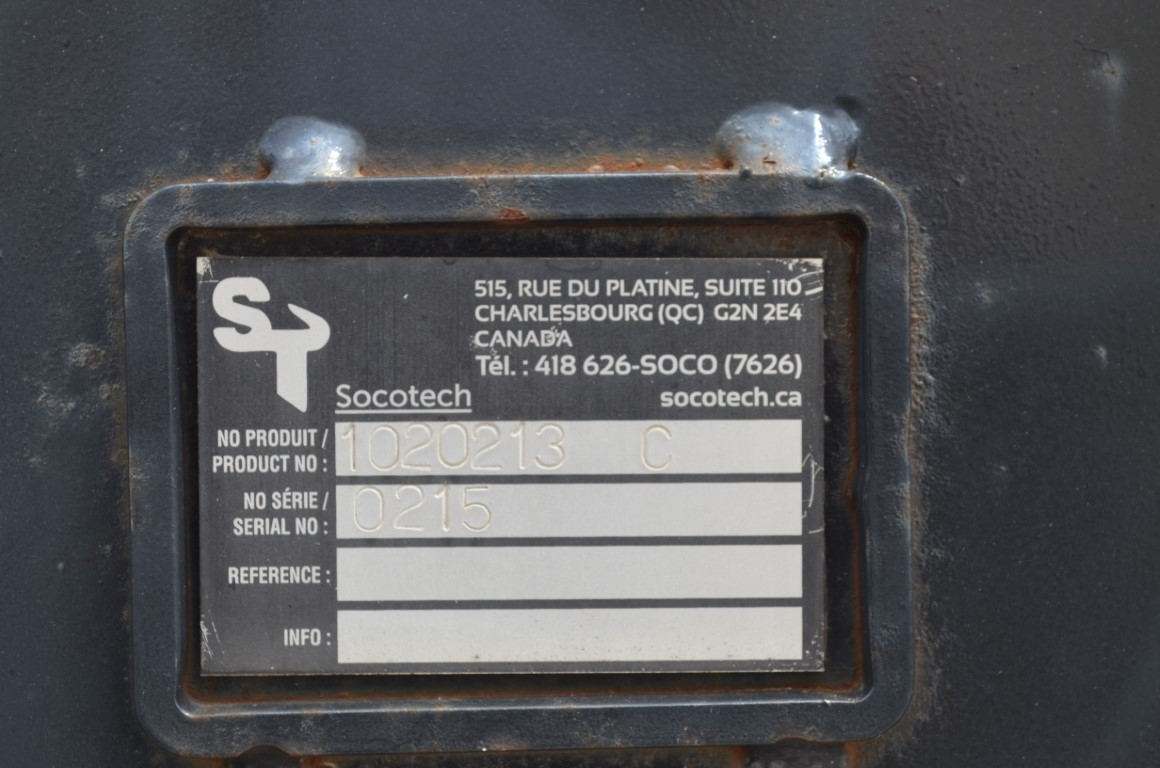 ST
515, RUE DU PLATINE, SUITE 110
CHARLESBOURG (QC) G2N 2E4
CANADA
Tél. : 418 626-SOCO (7626)
Socotech
socotech.ca
NO PRODUIT /
PRODUCT NO : 1020213 C
NO SÉRIE /
SERIAL NO : 0215
REFERENCE :
INFO :